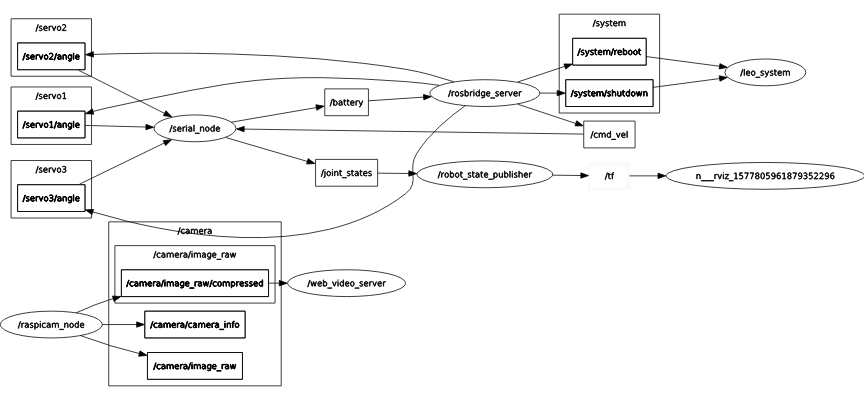 /servo2
/servo2/angle
/servo1
/servo1/angle
/servo3
/servo3/angle
/serial_node
/battery
/joint_states
/rosbridge_server
/robot_state_publisher
/system
/system/reboot
/system/shutdown
/cmd_vel
/leo_system
/tf
n___rviz_1577805961879352296
/camera
/camera/image_raw
/camera/image_raw/compressed
/web_video_server
/raspicam_node
/camera/camera_info
/camera/image_raw